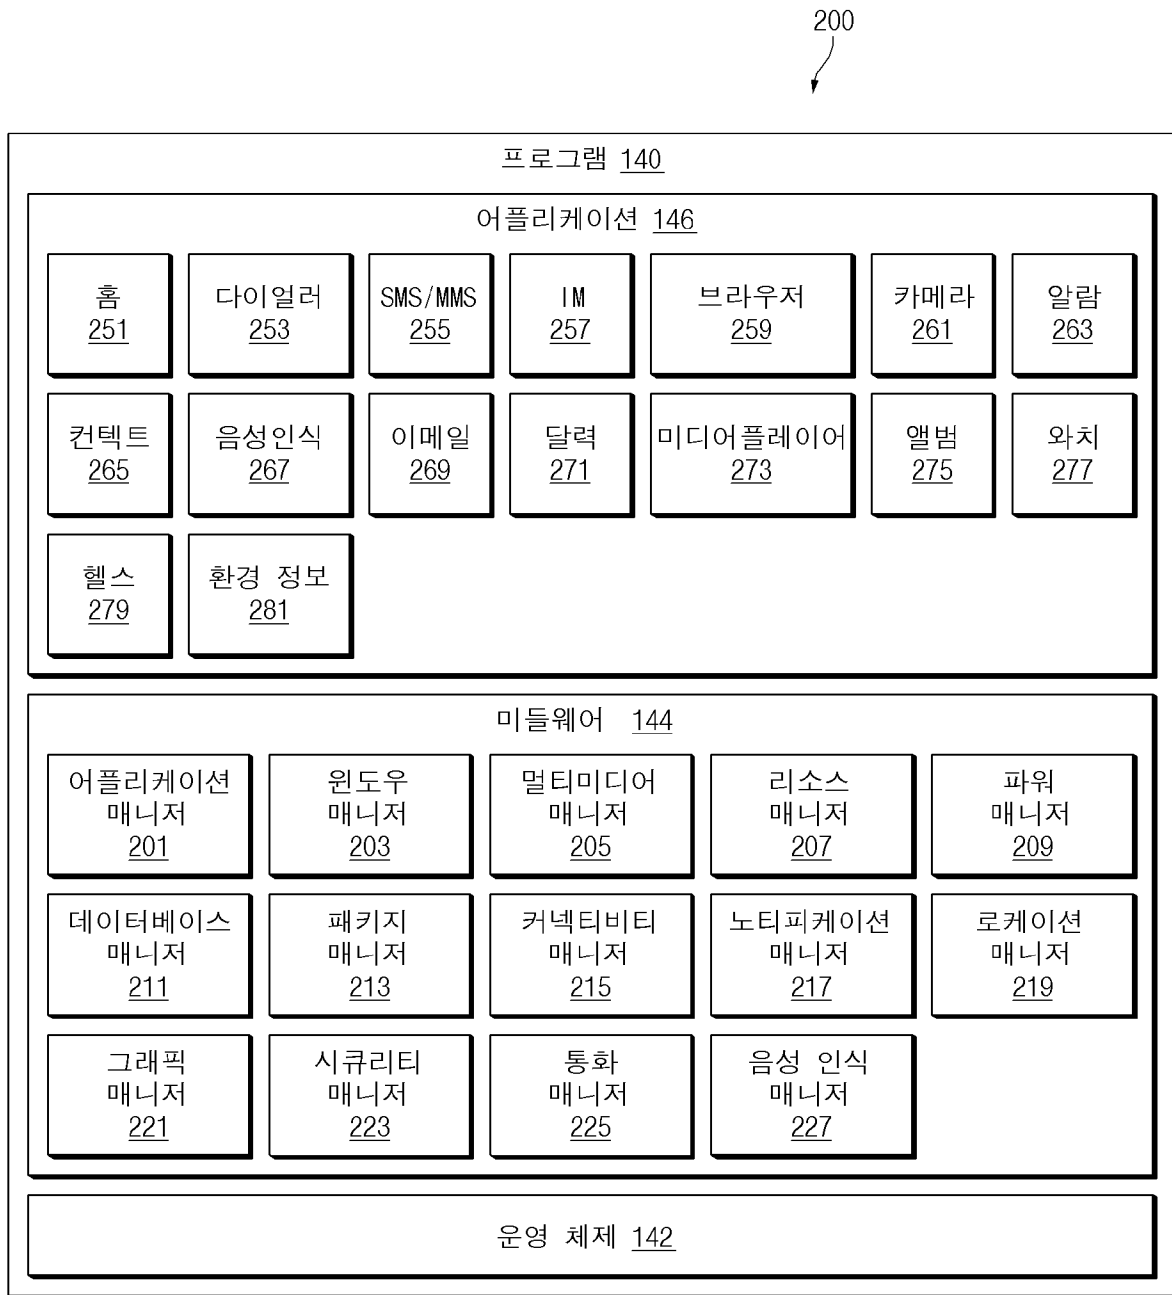 200
프로그램 140
어플리케이션 146
홈
251
다이얼러
253
SMS/MMS
255
IM
257
브라우저
259
카메라
261
알람
263
컨텍트
265
음성인식
267
이메일
269
달력
271
미디어플레이어
273
앨범
275
와치
277
헬스
279
환경 정보
281
미들웨어 144
어플리케이션
매니저
201
윈도우
매니저
203
멀티미디어
매니저
205
리소스
매니저
207
파워
매니저
209
데이터베이스
매니저
211
패키지
매니저
213
커넥티비티
매니저
215
노티피케이션
매니저
217
로케이션
매니저
219
그래픽
매니저
221
시큐리티
매니저
223
통화
매니저
225
음성 인식
매니저
227
운영 체제 142